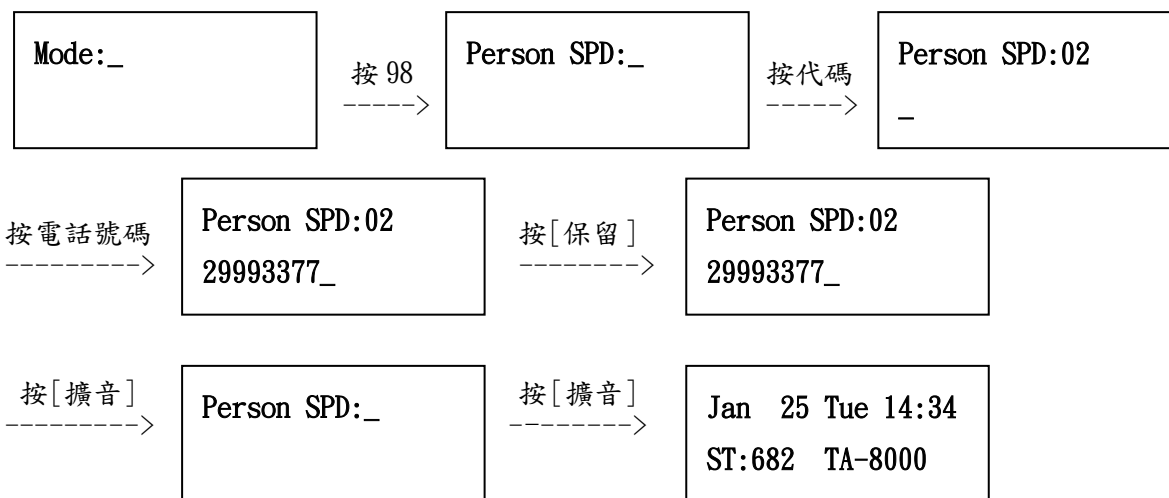 Mode:_
按 98
----->
Person SPD:_
按代碼
----->
Person SPD:02
_
按電話號碼
--------->
Person SPD:02
29993377_
按[保留]
-------->
Person SPD:02
29993377_
按[擴音]
--------->
Person SPD:_
按[擴音]
-------->
Jan 25 Tue 14:34
ST:682 TA-8000